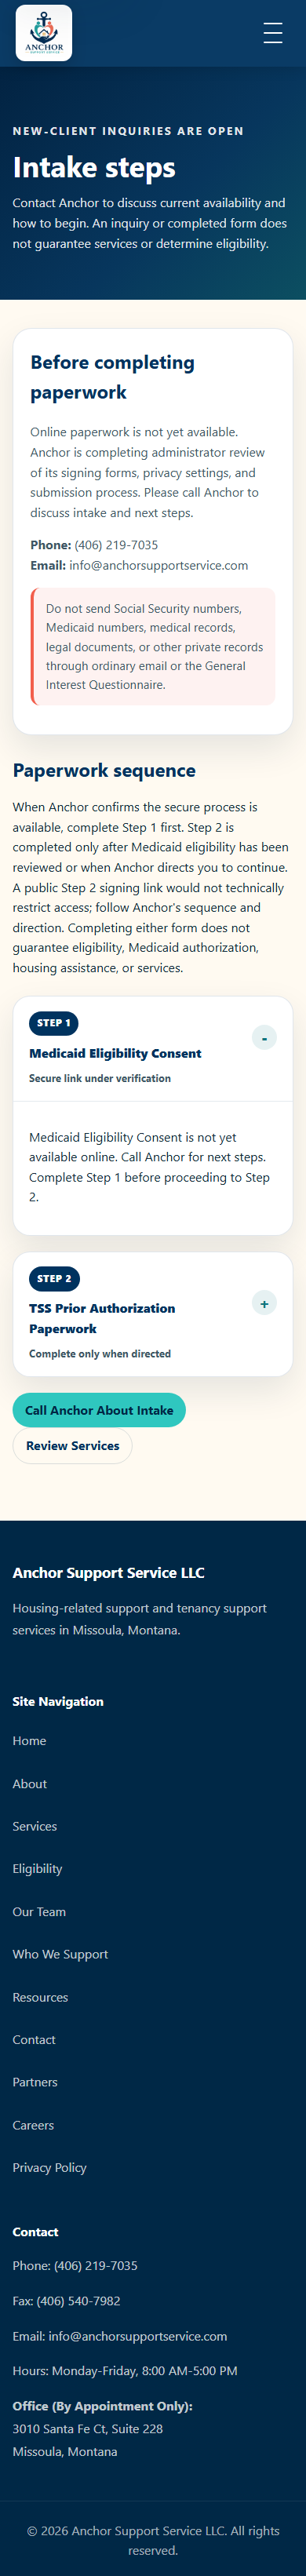 ANCHOR
SUPPORT SERVICE
NEW-CLIENT INQUIRIES ARE OPEN
Intake steps
Contact Anchor to discuss current availability and
how to begin. An inquiry or completed form does
not guarantee services or determine eligibility.
Before completing
paperwork
Online paperwork is not yet available.
Anchor is completing administrator review
of its signing forms, privacy settings, and
submission process. Please call Anchor to
discuss intake and next steps.
Phone: (406) 219-7035
Email: info@anchorsupportservice.com
Do not send Social Security numbers,
Medicaid numbers, medical records,
legal documents, or other private records
through ordinary email or the General
Interest Questionnaire.
Paperwork sequence
When Anchor confirms the secure process is
available, complete Step 1 first. Step 2 is
completed only after Medicaid eligibility has been
reviewed or when Anchor directs you to continue.
A public Step 2 signing link would not technically
restrict access; follow Anchor's sequence and
direction. Completing either form does not
guarantee eligibility, Medicaid authorization,
housing assistance, or services.
STEP 1
Medicaid Eligibility Consent
Secure link under verification
-
Medicaid Eligibility Consent is not yet
available online. Call Anchor for next steps.
Complete Step 1 before proceeding to Step
2.
STEP 2
TSS Prior Authorization
Paperwork
Complete only when directed
+
Call Anchor About Intake
Review Services
Anchor Support Service LLC
Housing-related support and tenancy support
services in Missoula, Montana.
Site Navigation
Home
About
Services
Eligibility
Our Team
Who We Support
Resources
Contact
Partners
Careers
Privacy Policy
Contact
Phone: (406) 219-7035
Fax: (406) 540-7982
Email: info@anchorsupportservice.com
Hours: Monday-Friday, 8:00 AM-5:00 PM
Office (By Appointment Only):
3010 Santa Fe Ct, Suite 228
Missoula, Montana
© 2026 Anchor Support Service LLC. All rights
reserved.